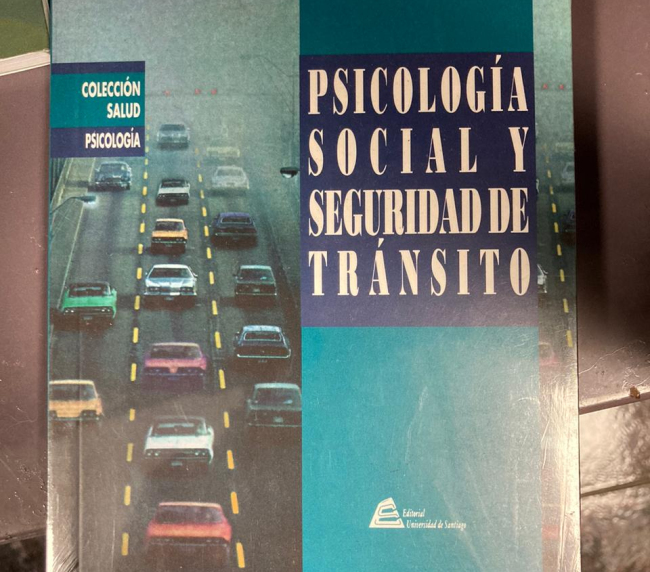 COLECCIÓN
SALUD
PSICOLOGÍA
PSICOLOGÍA
SOCIAL Y
SEGURIDAD DE
TRÁNSITO
Editorial
Universidad de Santiago